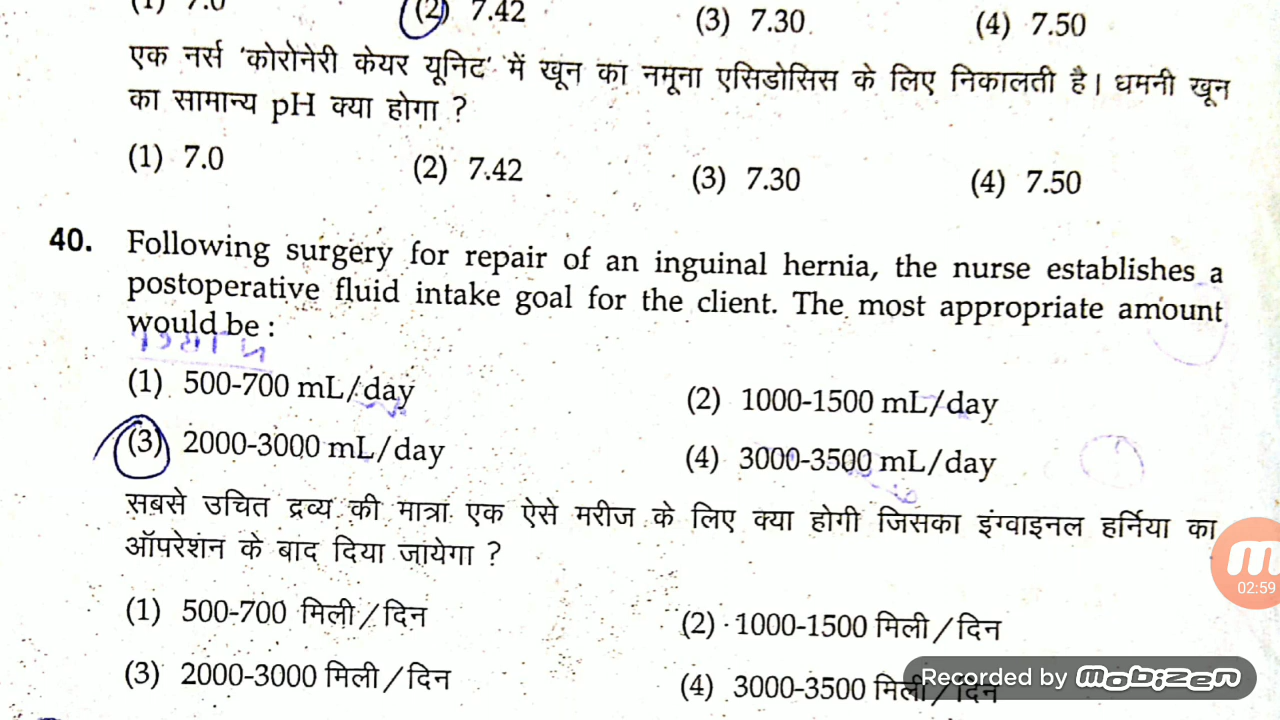 (1) 7.0 (2) 7.42 (3) 7.30 (4) 7.50
एक नर्स 'कोरोनेरी केयर यूनिट' में खून का नमूना एसिडोसिस के लिए निकालती है। धमनी खून
का सामान्य pH क्या होगा ?
(1) 7.0 (2) 7.42 (3) 7.30 (4) 7.50
40. Following surgery for repair of an inguinal hernia, the nurse establishes a
postoperative fluid intake goal for the client. The most appropriate amount
would be :
(1) 500-700 mL/day (2) 1000-1500 mL/day
(3) 2000-3000 mL/day (4) 3000-3500 mL/day
सबसे उचित द्रव्य की मात्रा एक ऐसे मरीज के लिए क्या होगी जिसका इंग्वाइनल हर्निया का
ऑपरेशन के बाद दिया जायेगा ?
(1) 500-700 मिली/दिन (2) 1000-1500 मिली/दिन
(3) 2000-3000 मिली/दिन (4) 3000-3500 मिली/दिन
02:59
Recorded by mobizen